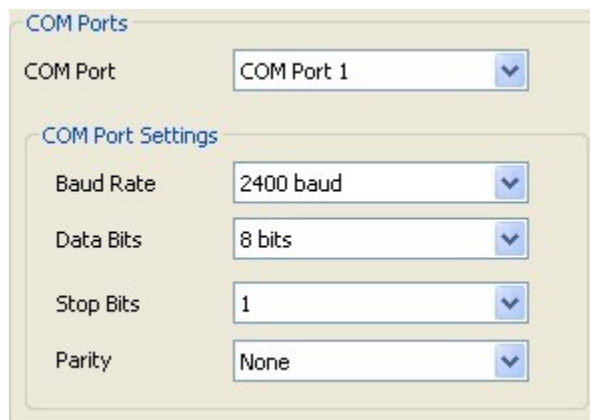 COM Ports
COM Port COM Port 1
COM Port Settings
Baud Rate 2400 baud
Data Bits 8 bits
Stop Bits 1
Parity None